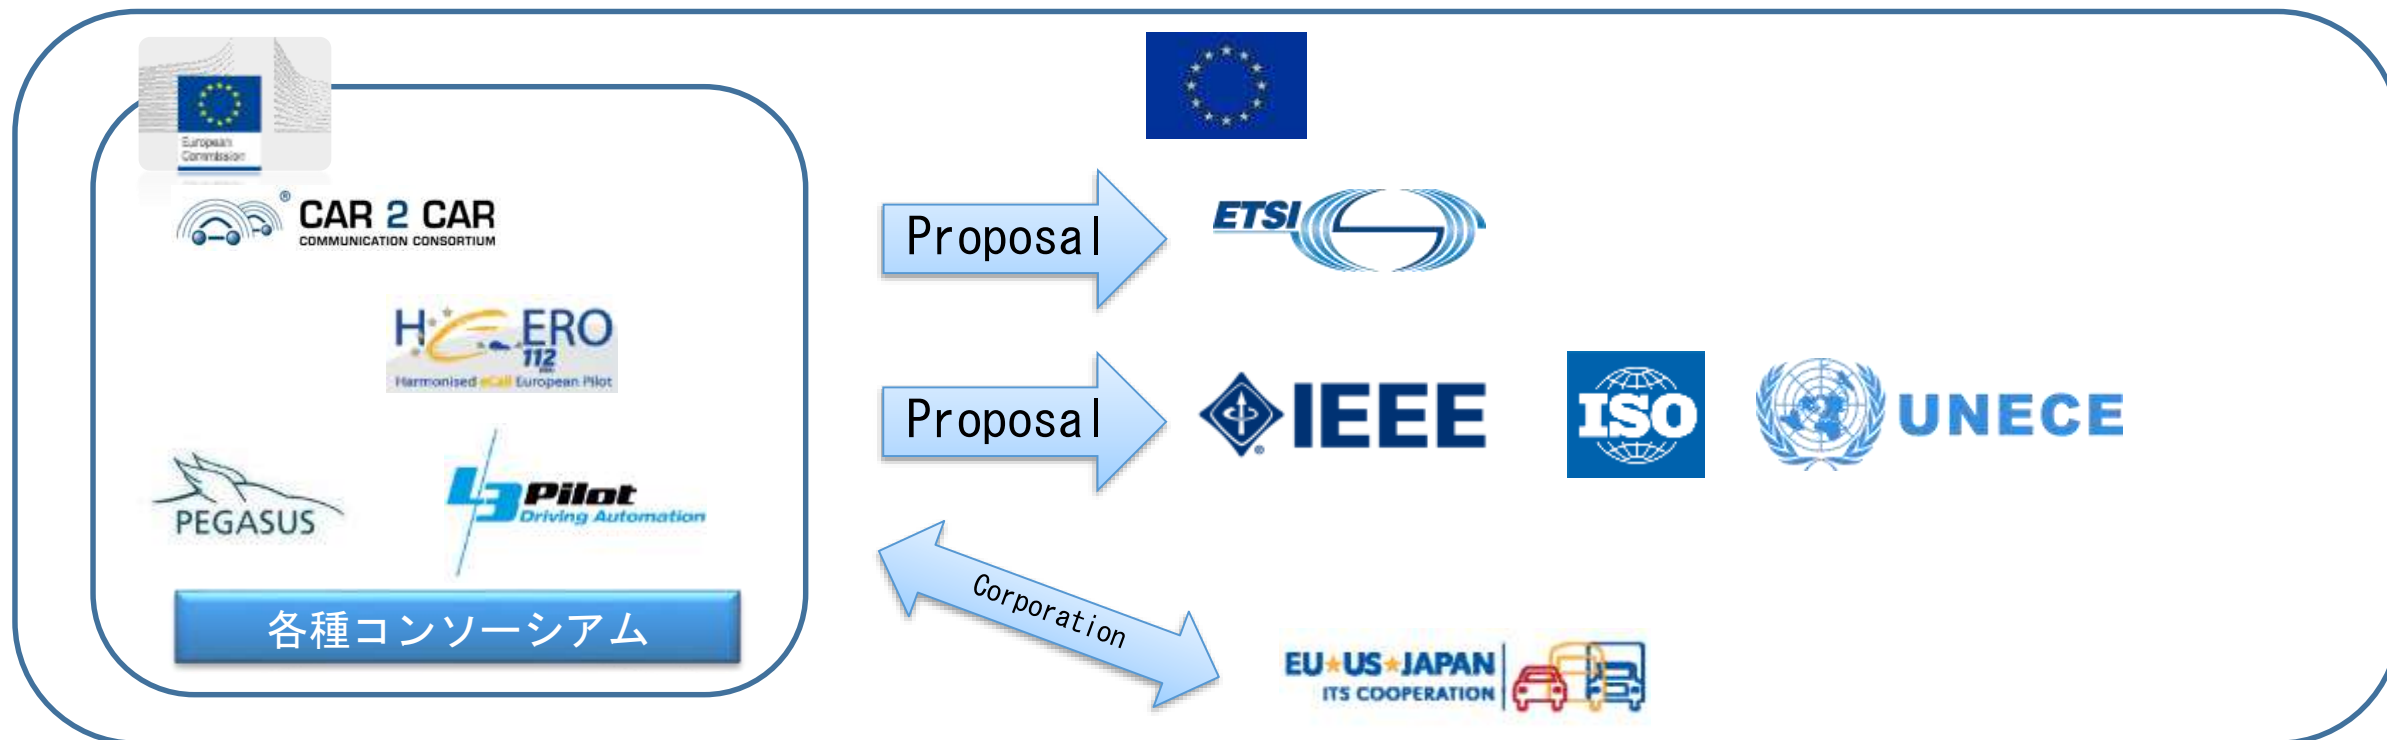 European
Commission
CAR 2 CAR
COMMUNICATION CONSORTIUM
HeERO
112
Harmonised eCall European Pilot
PEGASUS
L3Pilot
Driving Automation
各種コンソーシアム
Proposal
ETSI
Proposal
IEEE
ISO
UNECE
Corporation
EU★US★JAPAN
ITS COOPERATION